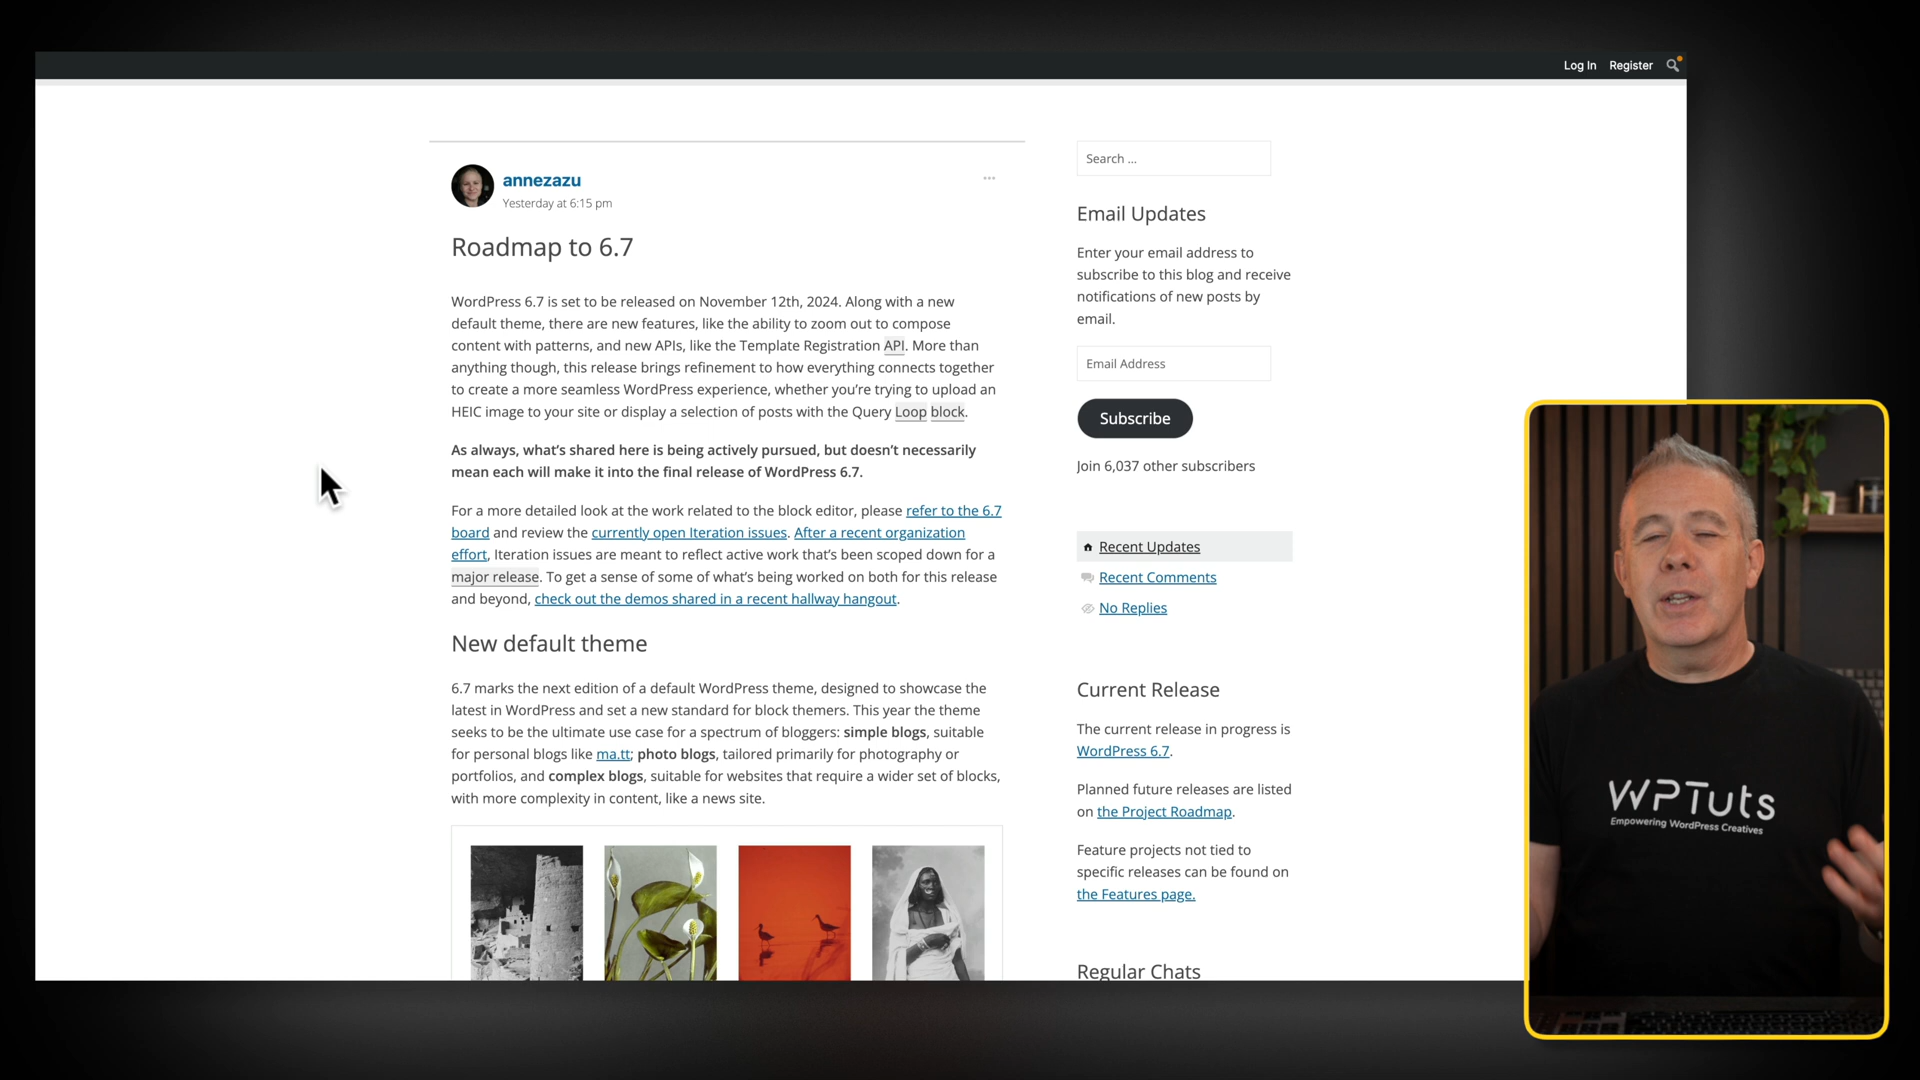 Log In Register
annezazu
Yesterday at 6:15 pm
Roadmap to 6.7
WordPress 6.7 is set to be released on November 12th, 2024. Along with a new
default theme, there are new features, like the ability to zoom out to compose
content with patterns, and new APIs, like the Template Registration API. More than
anything though, this release brings refinement to how everything connects together
to create a more seamless WordPress experience, whether you’re trying to upload an
HEIC image to your site or display a selection of posts with the Query Loop block.
As always, what’s shared here is being actively pursued, but doesn’t necessarily
mean each will make it into the final release of WordPress 6.7.
For a more detailed look at the work related to the block editor, please refer to the 6.7
board and review the currently open Iteration issues. After a recent organization
effort, Iteration issues are meant to reflect active work that’s been scoped down for a
major release. To get a sense of some of what’s being worked on both for this release
and beyond, check out the demos shared in a recent hallway hangout.
New default theme
6.7 marks the next edition of a default WordPress theme, designed to showcase the
latest in WordPress and set a new standard for block themers. This year the theme
seeks to be the ultimate use case for a spectrum of bloggers: simple blogs, suitable
for personal blogs like ma.tt; photo blogs, tailored primarily for photography or
portfolios, and complex blogs, suitable for websites that require a wider set of blocks,
with more complexity in content, like a news site.
Search ...
Email Updates
Enter your email address to
subscribe to this blog and receive
notifications of new posts by
email.
Email Address
Subscribe
Join 6,037 other subscribers
Recent Updates
Recent Comments
No Replies
Current Release
The current release in progress is
WordPress 6.7.
Planned future releases are listed
on the Project Roadmap.
Feature projects not tied to
specific releases can be found on
the Features page.
Regular Chats
WPTuts
Empowering WordPress Creatives